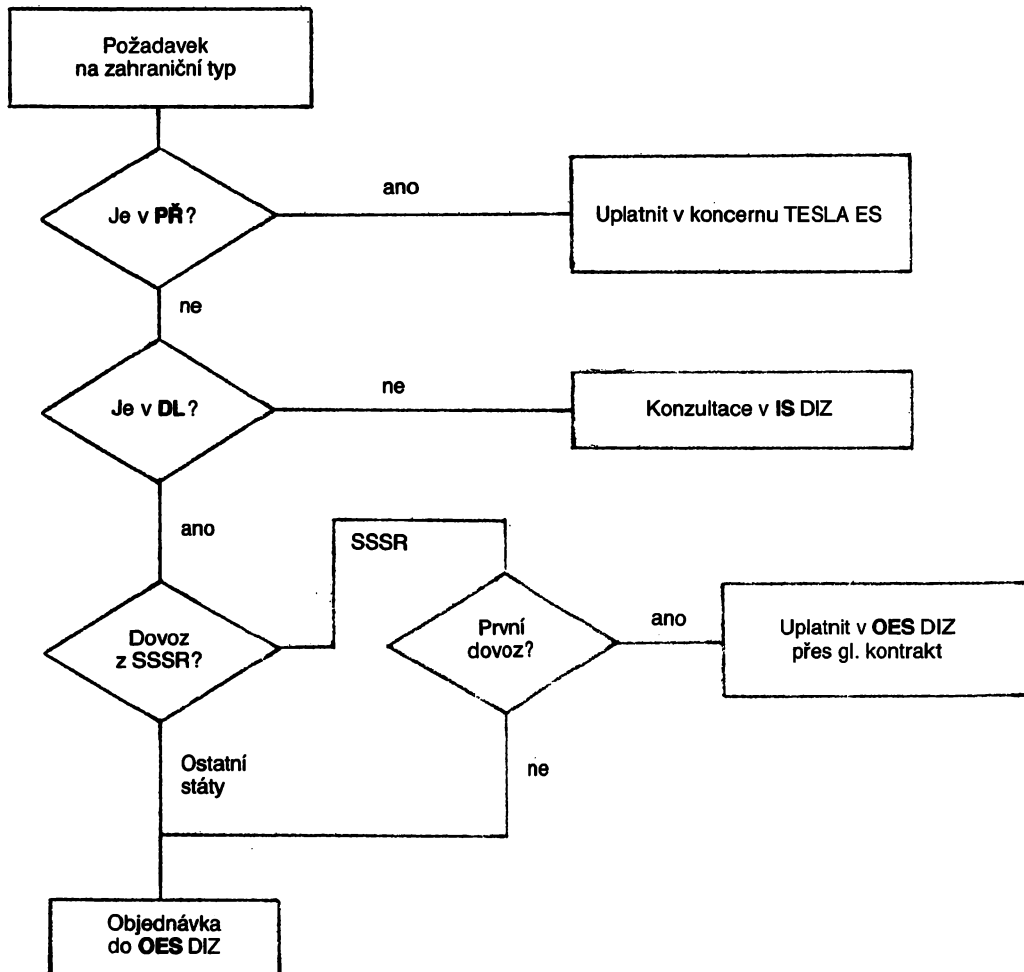 Požadavek
na zahraniční typ
Je v PŘ?
ano
Uplatnit v koncernu TESLA ES
ne
Je v DL?
ne
Konzultace v IS DIZ
ano
SSSR
Dovoz
z SSSR?
První
dovoz?
ano
Uplatnit v OES DIZ
přes gl. kontrakt
Ostatní
státy
ne
Objednávka
do OES DIZ